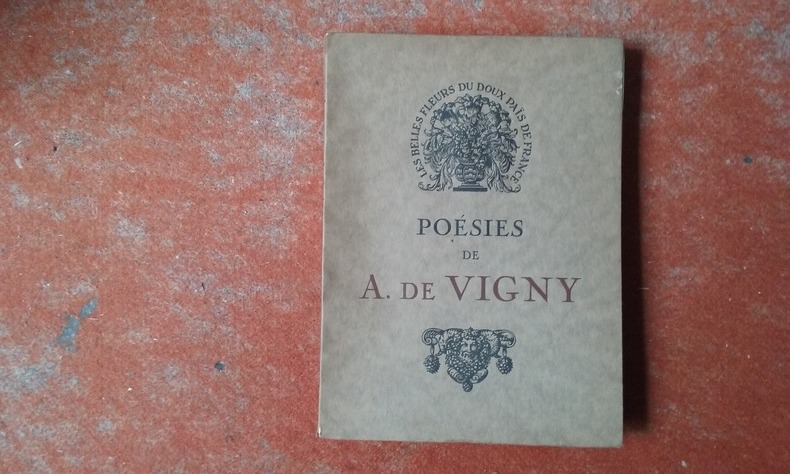 LES BELLES FLEURS DU DOUX PAÏS DE FRANCE
POÉSIES
DE
A. DE VIGNY